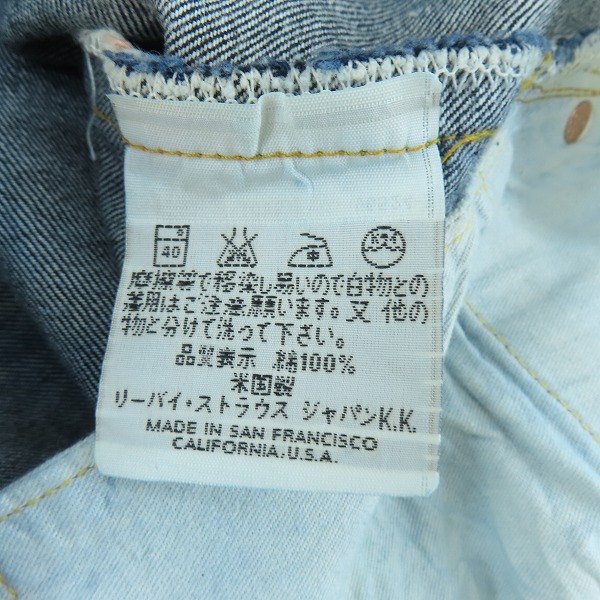 40
摩擦等で移染し易いので白物との
兼用はご注意願います。又 他の
物と分けて洗って下さい。
品質表示 綿100%
米国製
リーバイ・ストラウス ジャパンK.K.
MADE IN SAN FRANCISCO
CALIFORNIA.U.S.A.